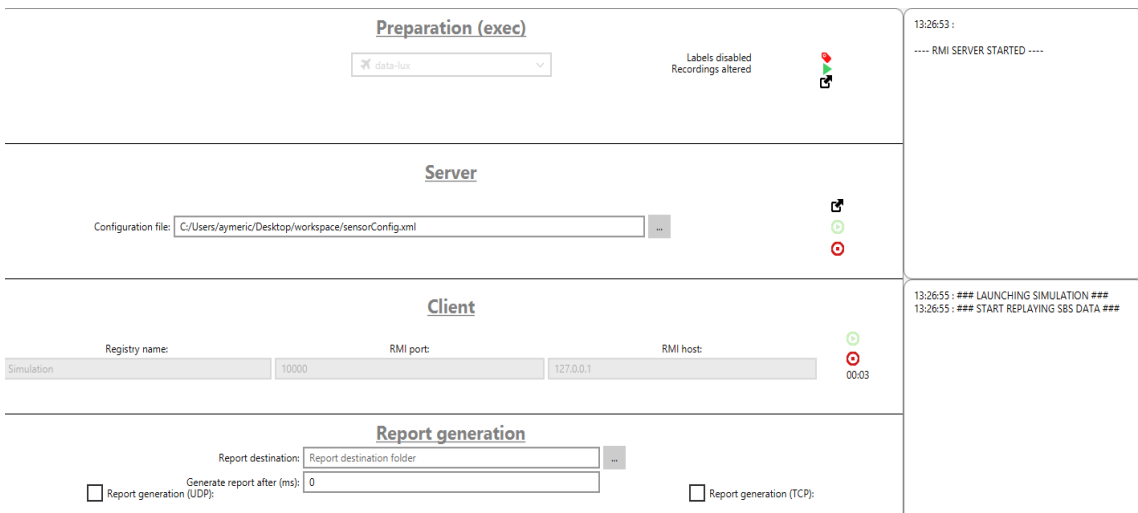 Preparation (exec)
data-lux
Labels disabled
Recordings altered
Server
Configuration file: C:/Users/aymeric/Desktop/workspace/sensorConfig.xml ...
Client
Registry name: RMI port: RMI host:
Simulation 10000 127.0.0.1
00:03
Report generation
Report destination: Report destination folder ...
Generate report after (ms): 0
Report generation (UDP): Report generation (TCP):
13:26:53 :
---- RMI SERVER STARTED ----
13:26:55 : ### LAUNCHING SIMULATION ###
13:26:55 : ### START REPLAYING SBS DATA ###